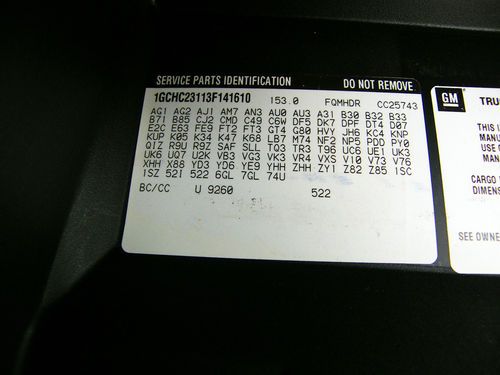 SERVICE PARTS IDENTIFICATION DO NOT REMOVE
1GCHC23113F141610 153.0 FQMHDR CC25743
AG1 AG2 AJ1 AM7 AN3 AU0 AU3 A31 B30 B32 B33
B71 B85 CJ2 CMD C49 C6W DF5 DK7 DPF DT4 D07
E2C E63 FE9 FT2 FT3 GT4 G80 HVY JH6 KC4 KNP
KUP K05 K34 K47 K68 LB7 M74 NF2 NP5 PDD PY0
QIZ R9U R9Z SAF SLL TQ3 TR3 T96 UC6 UE1 UK3
UK6 UQ7 U2K VB3 VG3 VK3 VR4 VXS V10 V73 V76
XHH X88 YD3 YD6 YE9 YHH ZHH ZY1 Z82 Z85 1SC
1SZ 52I 522 6GL 7GL 74U
BC/CC U 9260 522
GM TRU
THIS
MANU
USE
MAN
CARGO
DIMENS
SEE OWNE